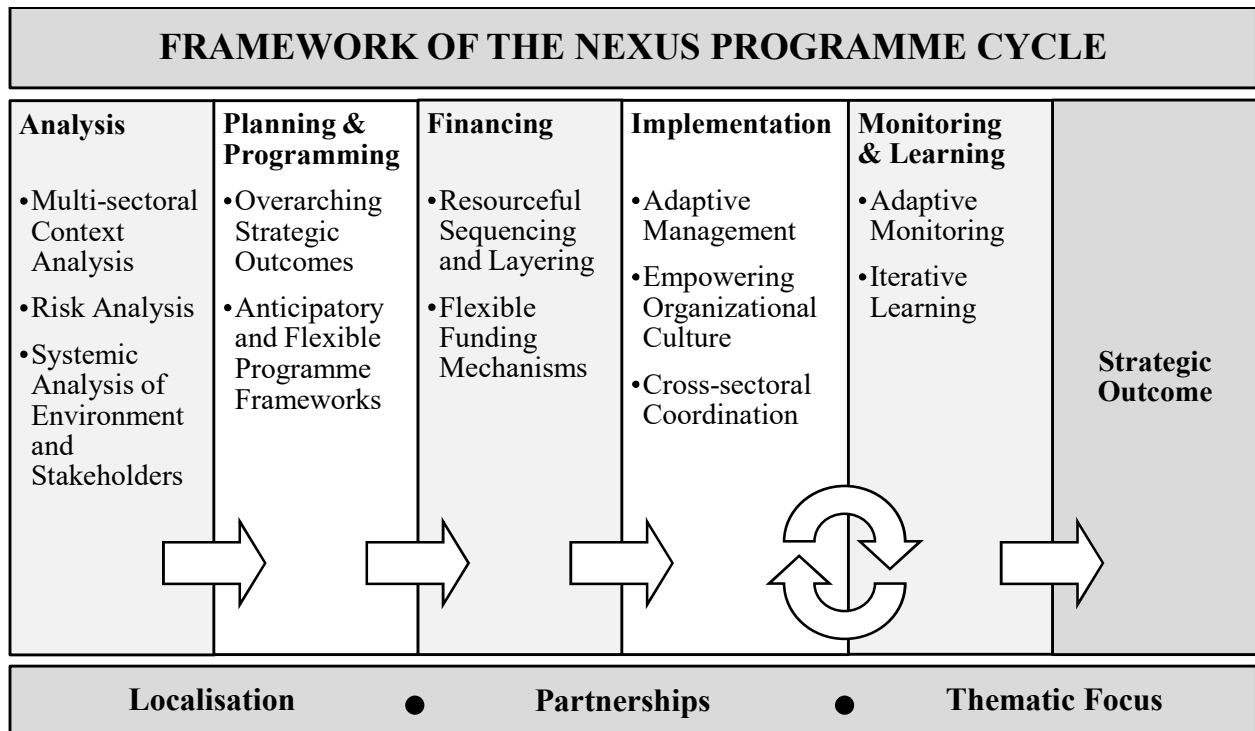 FRAMEWORK OF THE NEXUS PROGRAMME CYCLE
Analysis
•Multi-sectoral
Context
Analysis
•Risk Analysis
•Systemic
Analysis of
Environment
and
Stakeholders
Planning &
Programming
•Overarching
Strategic
Outcomes
•Anticipatory
and Flexible
Programme
Frameworks
Financing
•Resourceful
Sequencing
and Layering
•Flexible
Funding
Mechanisms
Implementation
•Adaptive
Management
•Empowering
Organizational
Culture
•Cross-sectoral
Coordination
Monitoring
& Learning
•Adaptive
Monitoring
•Iterative
Learning
Strategic
Outcome
Localisation • Partnerships • Thematic Focus